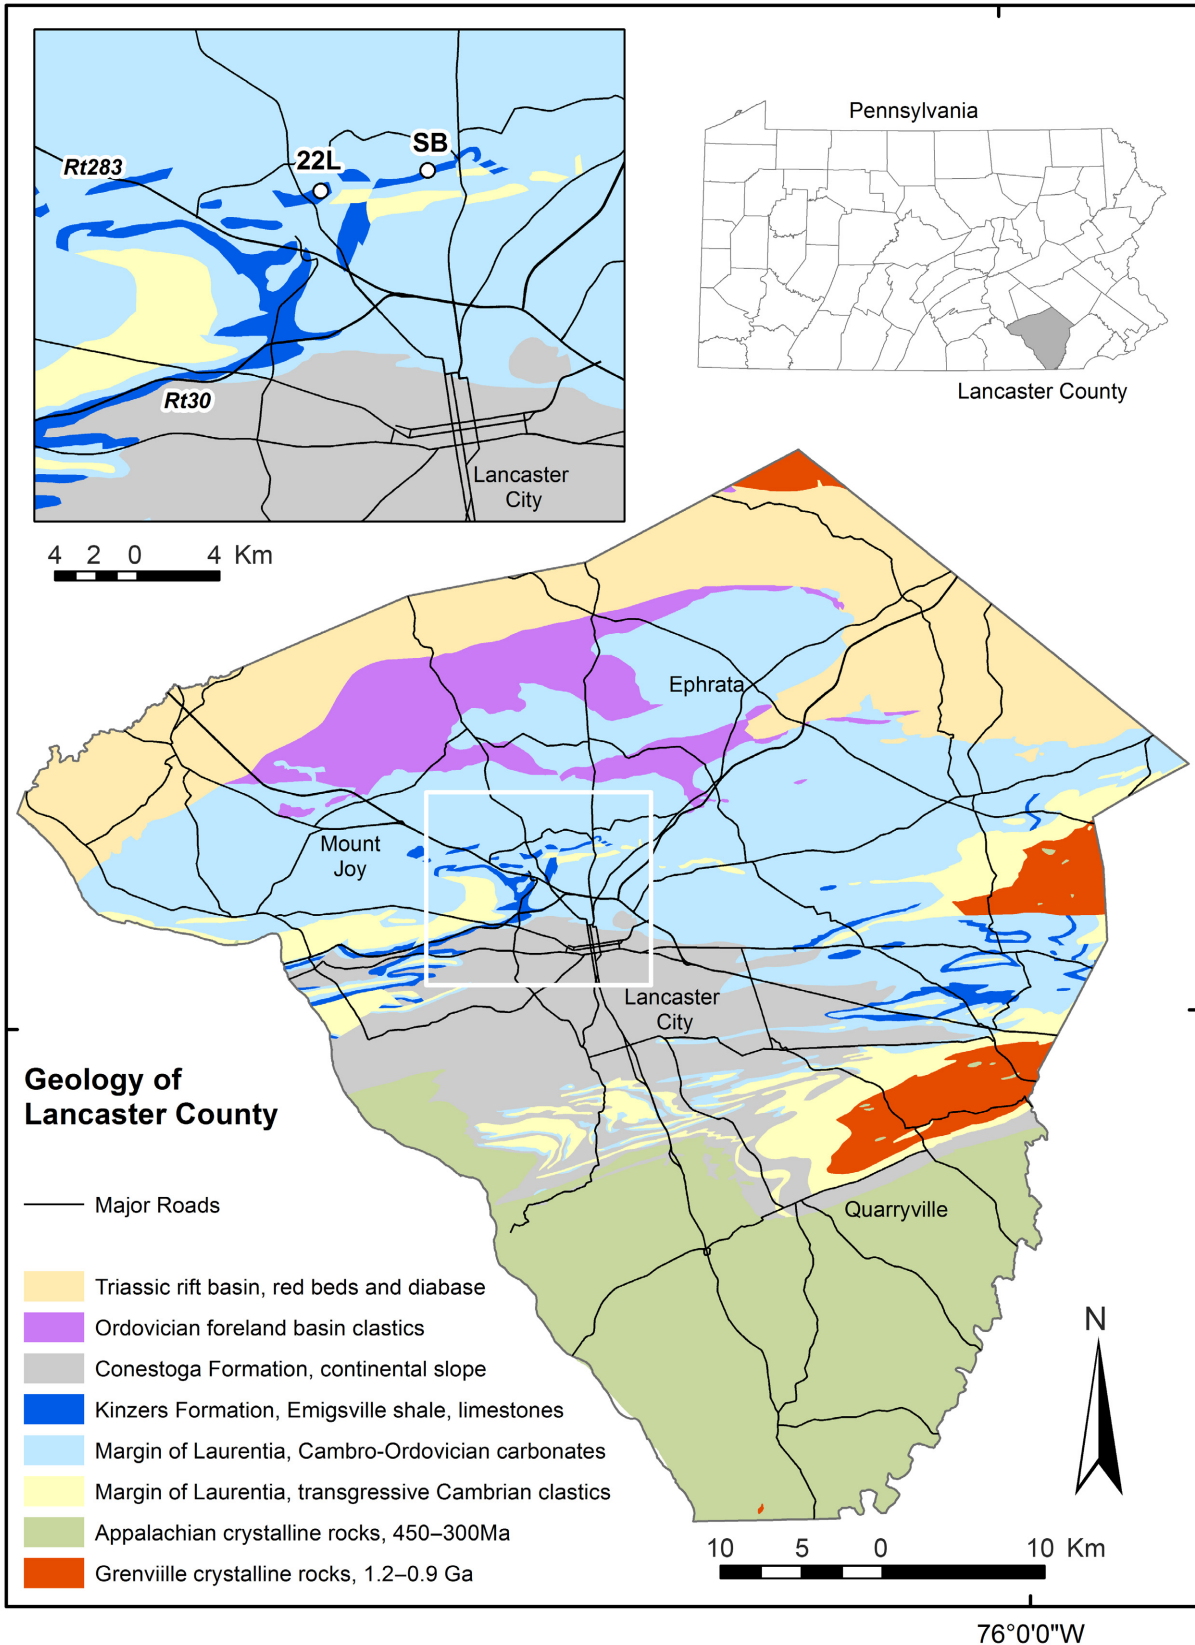 Rt283
22L
SB
Rt30
Lancaster
City
4 2 0 4 Km
Pennsylvania
Lancaster County
Ephrata
Mount
Joy
Lancaster
City
Quarryville
Geology of
Lancaster County
Major Roads
Triassic rift basin, red beds and diabase
Ordovician foreland basin clastics
Conestoga Formation, continental slope
Kinzers Formation, Emigsville shale, limestones
Margin of Laurentia, Cambro-Ordovician carbonates
Margin of Laurentia, transgressive Cambrian clastics
Appalachian crystalline rocks, 450–300Ma
Grenviille crystalline rocks, 1.2–0.9 Ga
N
10 5 0 10 Km
76°0'0"W